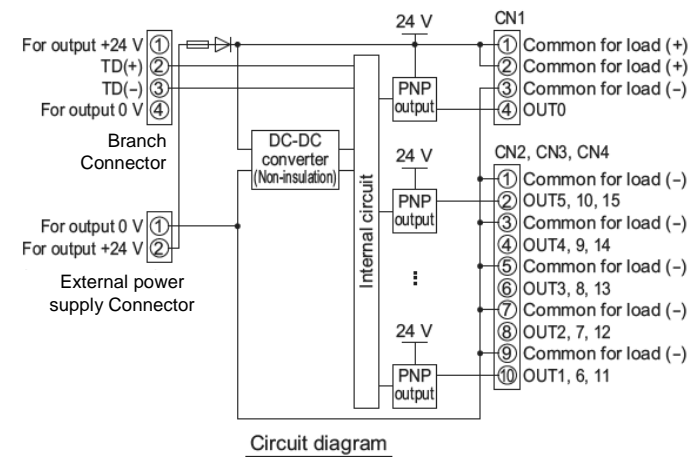 24 V
CN1
For output +24 V ①
TD(+) ②
TD(−) ③
For output 0 V ④
Branch
Connector
① Common for load (+)
② Common for load (+)
③ Common for load (−)
④ OUT0
PNP
output
DC-DC
converter
(Non-insulation)
Internal circuit
24 V
PNP
output
CN2, CN3, CN4
① Common for load (−)
② OUT5, 10, 15
③ Common for load (−)
④ OUT4, 9, 14
⑤ Common for load (−)
⑥ OUT3, 8, 13
⑦ Common for load (−)
⑧ OUT2, 7, 12
⑨ Common for load (−)
⑩ OUT1, 6, 11
For output 0 V ①
For output +24 V ②
External power
supply Connector
24 V
PNP
output
Circuit diagram